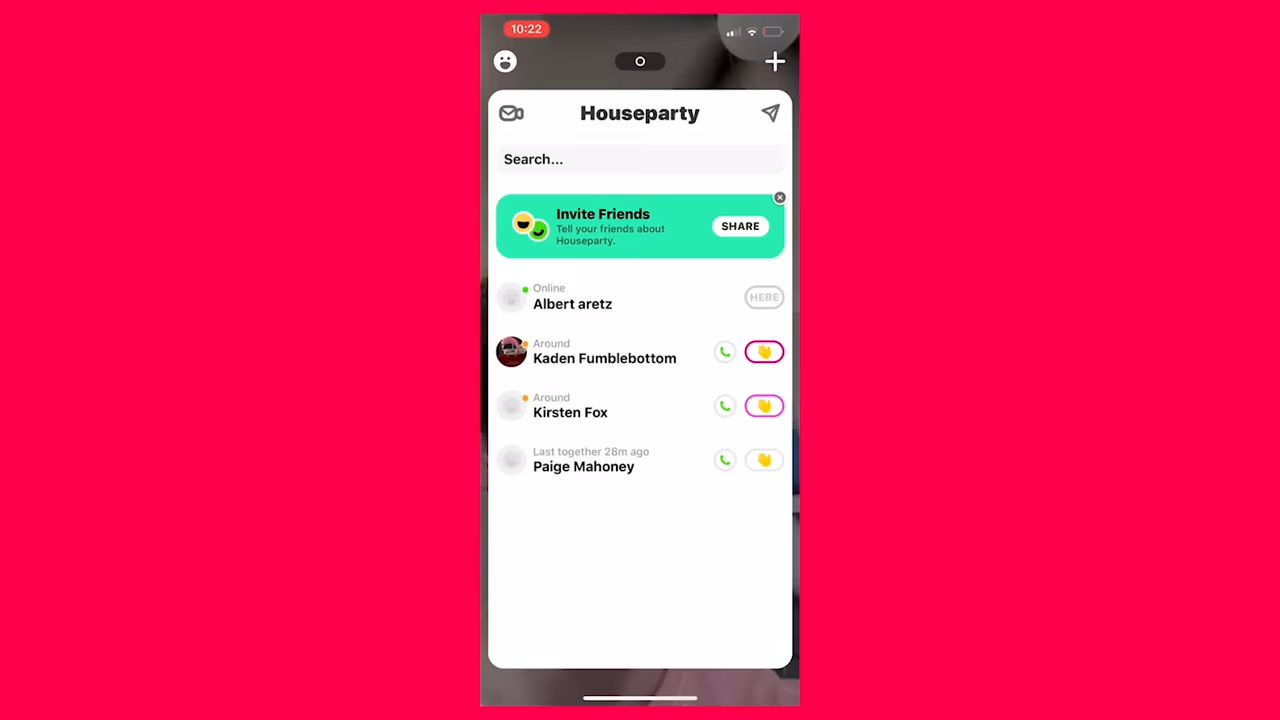 10:22
Houseparty
Search...
Invite Friends
Tell your friends about
Houseparty.
SHARE
Online
Albert aretz
HERE
Around
Kaden Fumblebottom
Around
Kirsten Fox
Last together 28m ago
Paige Mahoney